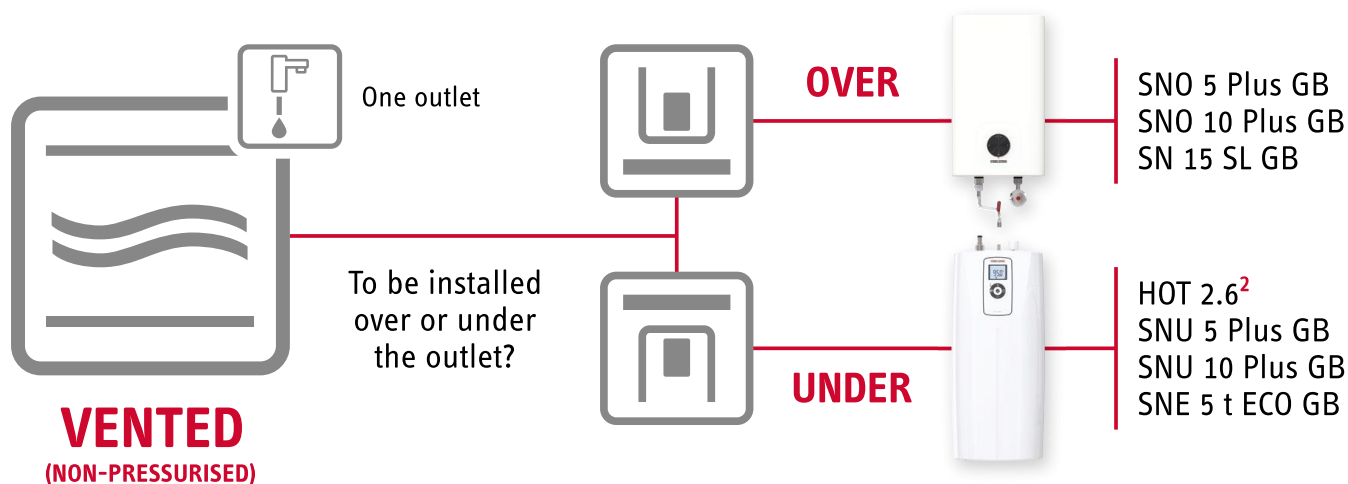 One outlet
To be installed
over or under
the outlet?
VENTED
(NON-PRESSURISED)
OVER
SNO 5 Plus GB
SNO 10 Plus GB
SN 15 SL GB
UNDER
HOT 2.6²
SNU 5 Plus GB
SNU 10 Plus GB
SNE 5 t ECO GB